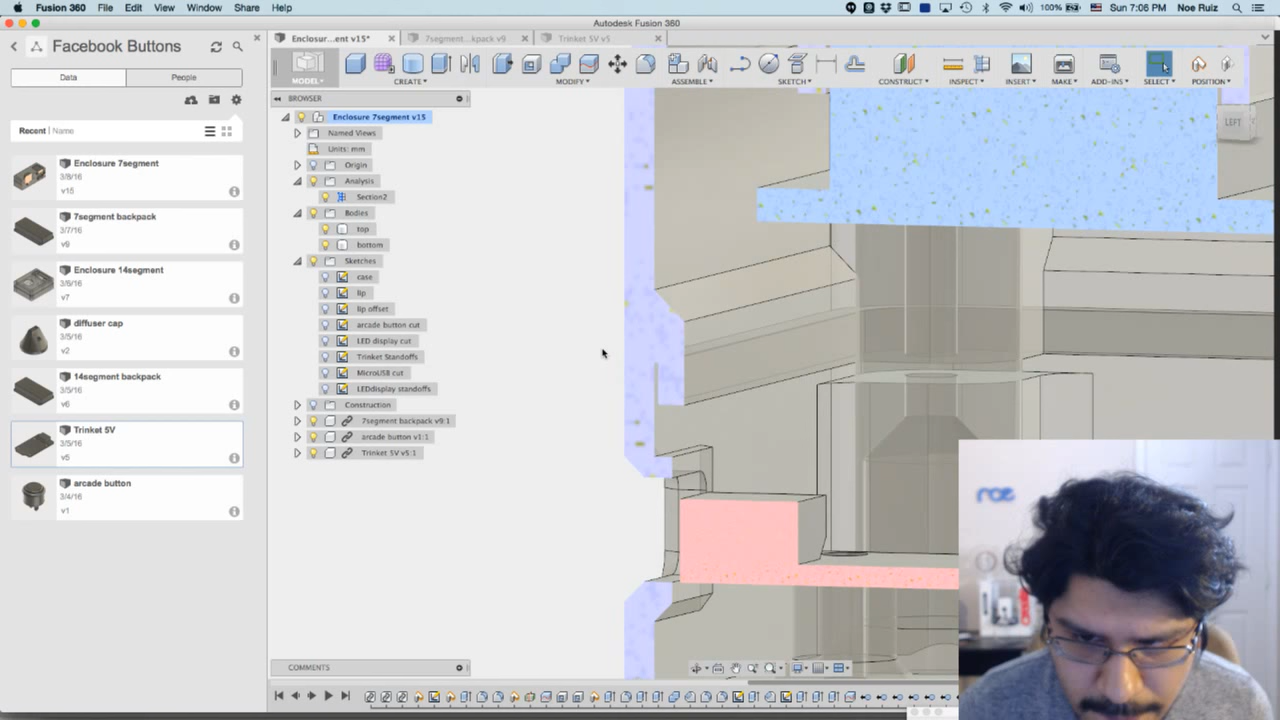 Fusion 360 File Edit View Window Share Help 100% Sun 7:06 PM Noe Ruiz
Autodesk Fusion 360
Facebook Buttons
Data People
Recent | Name
Enclosure 7segment
3/8/16
v15
7segment backpack
3/7/16
v9
Enclosure 14segment
3/6/16
v7
diffuser cap
3/5/16
v2
14segment backpack
3/5/16
v6
Trinket 5V
3/5/16
v5
arcade button
3/4/16
v1
Enclosur...ent v15* 7segment...kpack v9 Trinket 5V v5
MODEL CREATE MODIFY ASSEMBLE SKETCH CONSTRUCT INSPECT INSERT MAKE ADD-INS SELECT POSITION
BROWSER
Enclosure 7segment v15
Named Views
Units: mm
Origin
Analysis
Section2
Bodies
top
bottom
Sketches
case
lip
lip offset
arcade button cut
LED display cut
Trinket Standoffs
MicroUSB cut
LEDdisplay standoffs
Construction
7segment backpack v9:1
arcade button v1:1
Trinket 5V v5:1
LEFT
COMMENTS